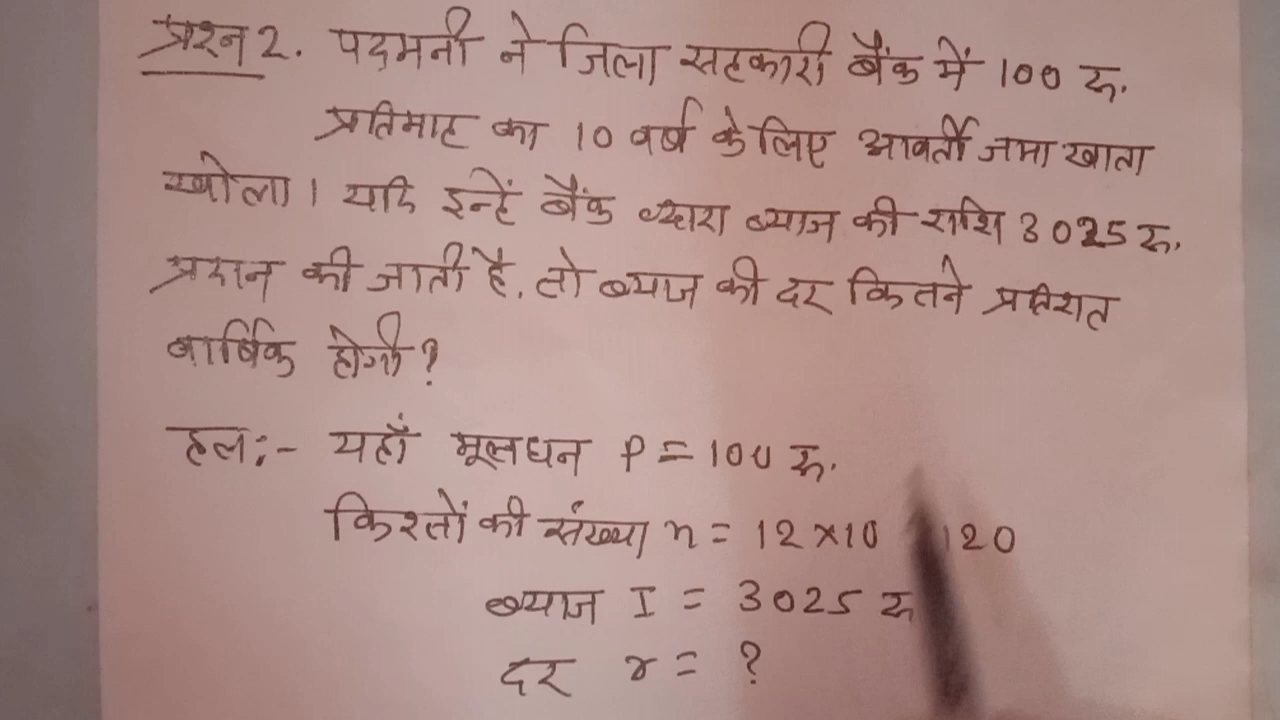 प्रश्न 2. पदमनी ने जिला सहकारी बैंक में 100 रु.
प्रतिमाह का 10 वर्ष के लिए आवर्ती जमा खाता
खोला । यदि इन्हें बैंक व्दारा ब्याज की राशि 3025 रु.
प्रदान की जाती है, तो ब्याज की दर कितने प्रतिशत
वार्षिक होगी ?
हल :- यहाँ मूलधन P = 100 रु.
किश्तों की संख्या n = 12 × 10 120
ब्याज I = 3025 रु
दर r = ?